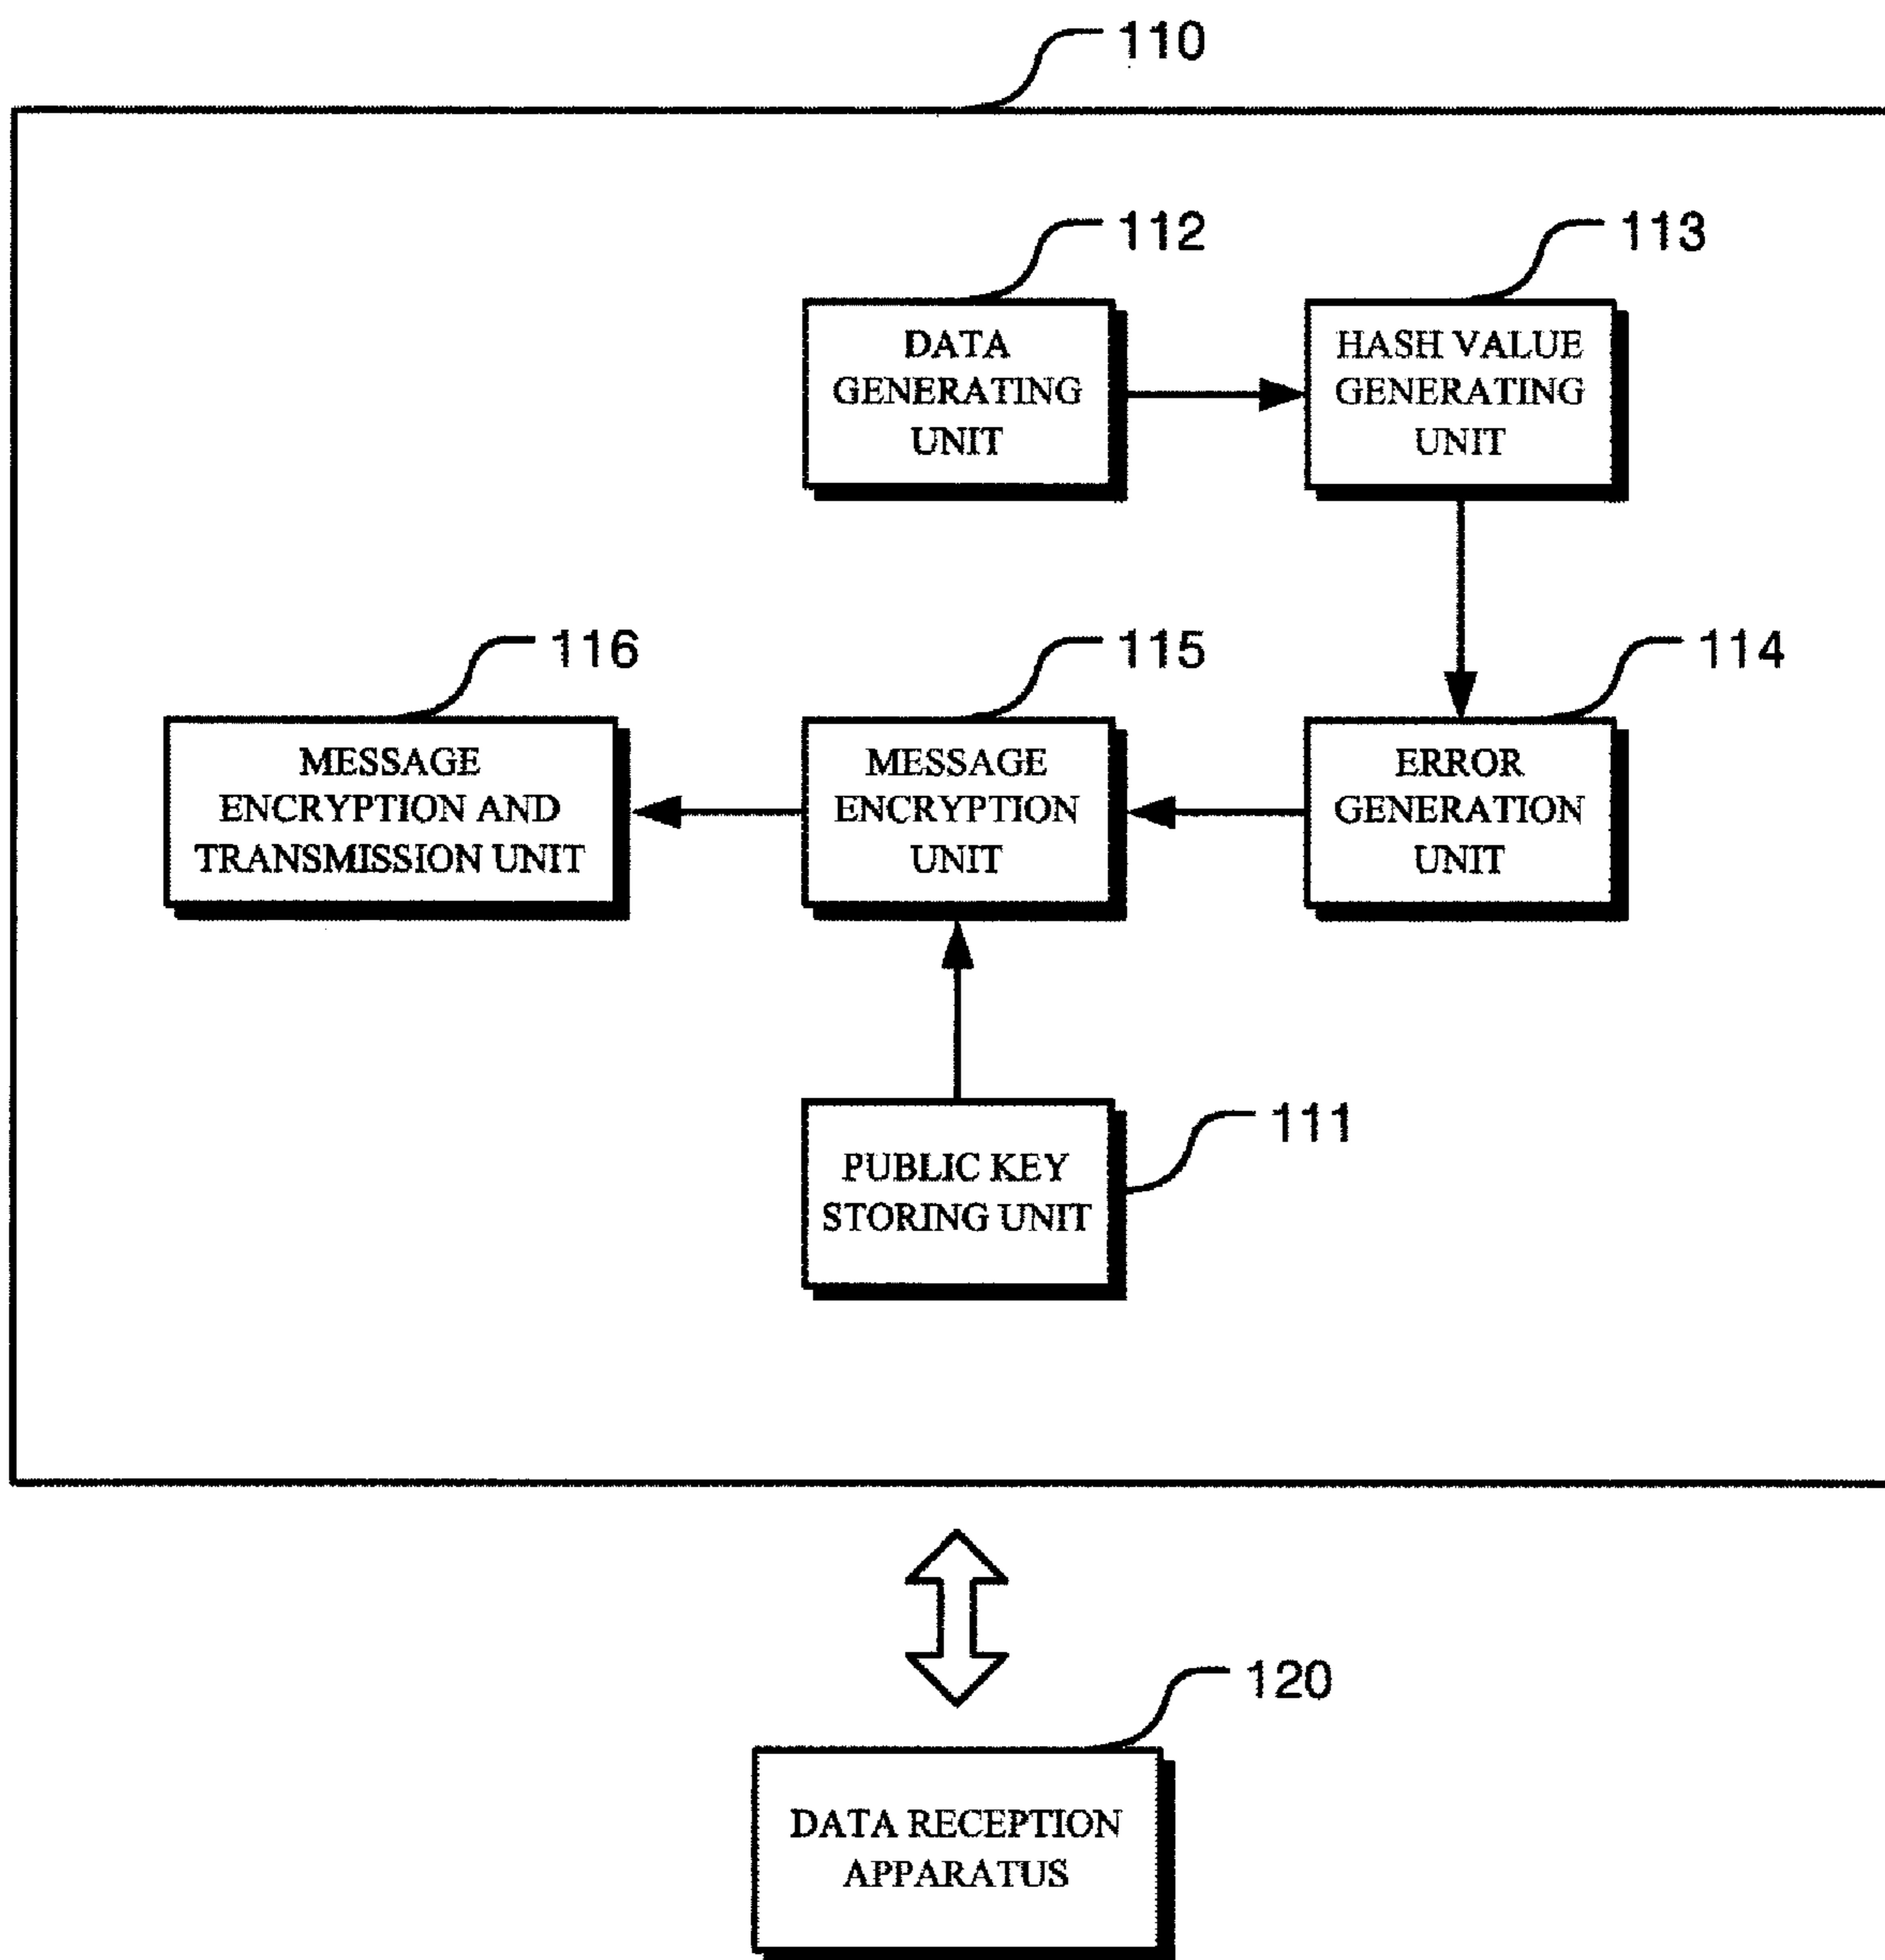 110
112
113
DATA
GENERATING
UNIT
HASH VALUE
GENERATING
UNIT
116
115
114
MESSAGE
ENCRYPTION AND
TRANSMISSION UNIT
MESSAGE
ENCRYPTION
UNIT
ERROR
GENERATION
UNIT
111
PUBLIC KEY
STORING UNIT
120
DATA RECEPTION
APPARATUS